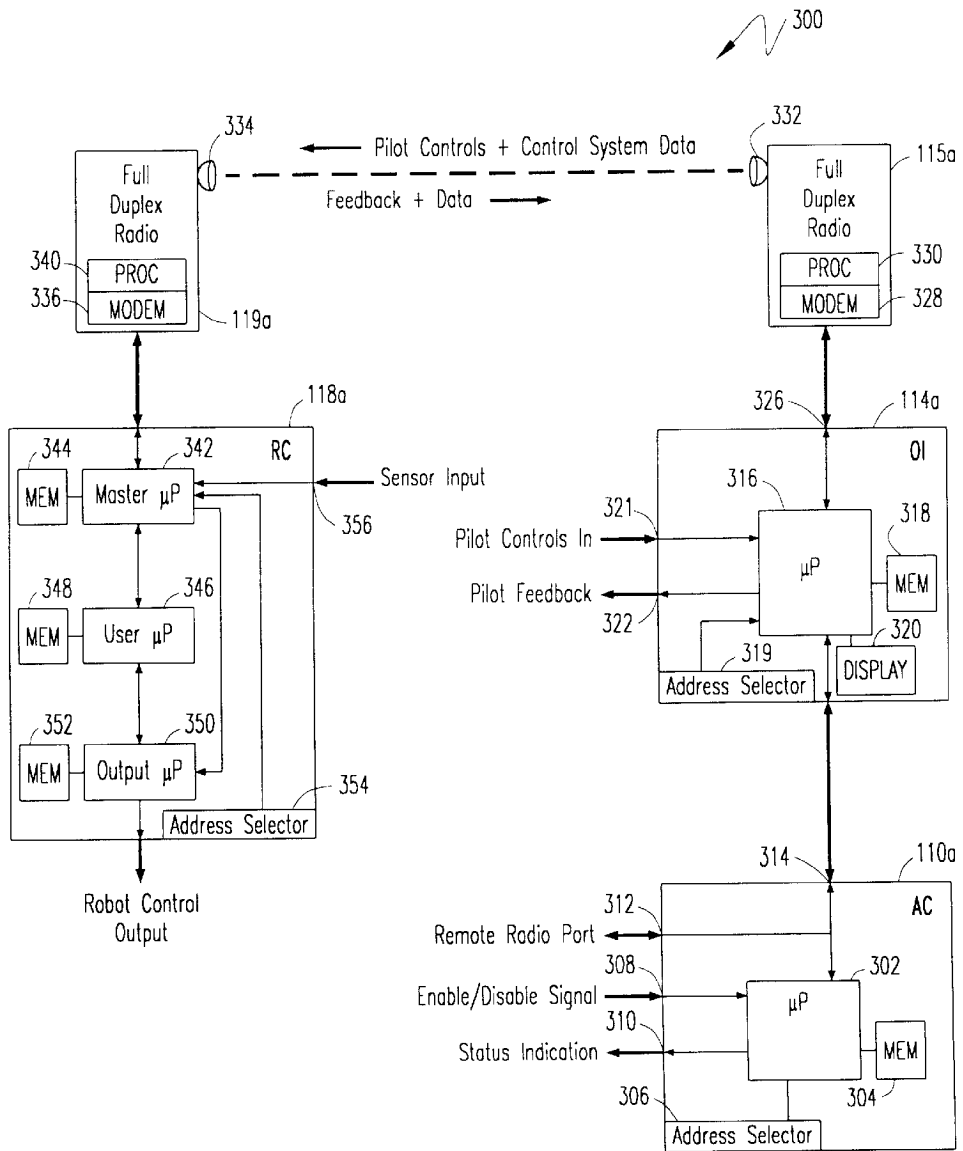 300
334
332
Pilot Controls + Control System Data
115a
Full
Duplex
Radio
Feedback + Data
Full
Duplex
Radio
340
PROC
336
MODEM
119a
PROC
330
MODEM
328
118a
RC
344
342
MEM
Master µP
Sensor Input
356
348
346
MEM
User µP
352
350
MEM
Output µP
354
Address Selector
Robot Control
Output
326
114a
OI
316
321
318
Pilot Controls In
µP
MEM
Pilot Feedback
322
320
319
DISPLAY
Address Selector
314
110a
AC
312
Remote Radio Port
308
302
Enable/Disable Signal
µP
310
Status Indication
MEM
306
304
Address Selector